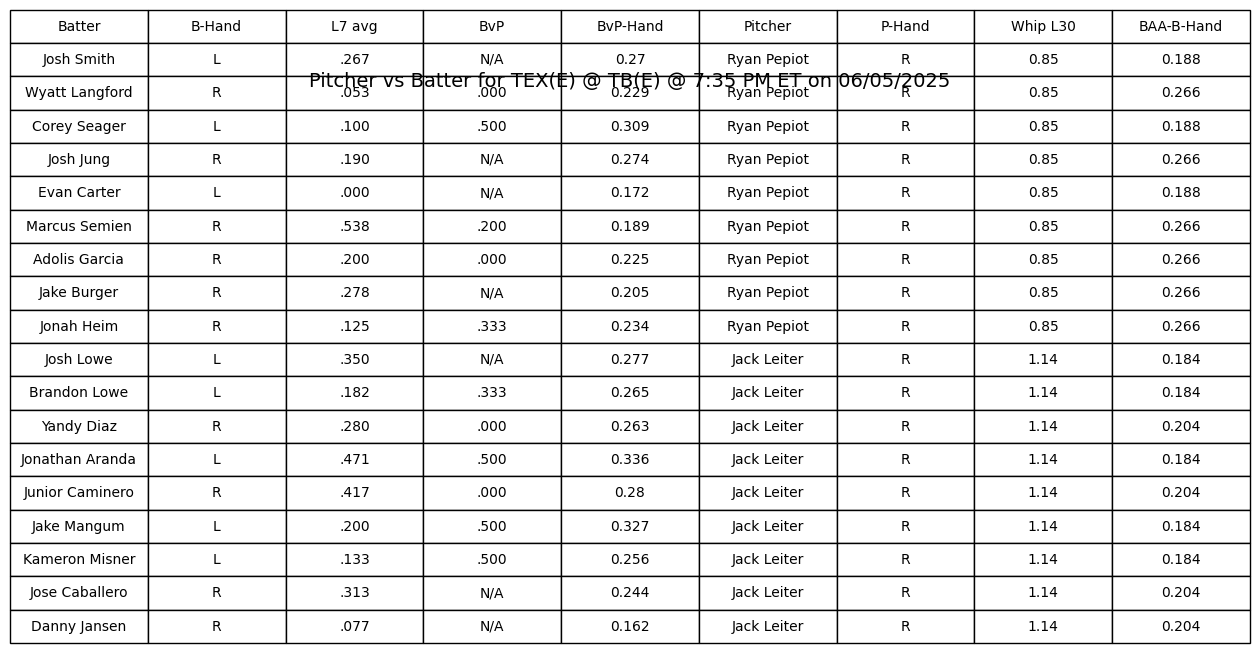 Batter B-Hand L7 avg BvP BvP-Hand Pitcher P-Hand Whip L30 BAA-B-Hand
Josh Smith L .267 N/A 0.27 Ryan Pepiot R 0.85 0.188
Pitcher vs Batter for TEX(E) @ TB(E) @ 7:35 PM ET on 06/05/2025
Wyatt Langford R .053 .000 0.229 Ryan Pepiot R 0.85 0.266
Corey Seager L .100 .500 0.309 Ryan Pepiot R 0.85 0.188
Josh Jung R .190 N/A 0.274 Ryan Pepiot R 0.85 0.266
Evan Carter L .000 N/A 0.172 Ryan Pepiot R 0.85 0.188
Marcus Semien R .538 .200 0.189 Ryan Pepiot R 0.85 0.266
Adolis Garcia R .200 .000 0.225 Ryan Pepiot R 0.85 0.266
Jake Burger R .278 N/A 0.205 Ryan Pepiot R 0.85 0.266
Jonah Heim R .125 .333 0.234 Ryan Pepiot R 0.85 0.266
Josh Lowe L .350 N/A 0.277 Jack Leiter R 1.14 0.184
Brandon Lowe L .182 .333 0.265 Jack Leiter R 1.14 0.184
Yandy Diaz R .280 .000 0.263 Jack Leiter R 1.14 0.204
Jonathan Aranda L .471 .500 0.336 Jack Leiter R 1.14 0.184
Junior Caminero R .417 .000 0.28 Jack Leiter R 1.14 0.204
Jake Mangum L .200 .500 0.327 Jack Leiter R 1.14 0.184
Kameron Misner L .133 .500 0.256 Jack Leiter R 1.14 0.184
Jose Caballero R .313 N/A 0.244 Jack Leiter R 1.14 0.204
Danny Jansen R .077 N/A 0.162 Jack Leiter R 1.14 0.204